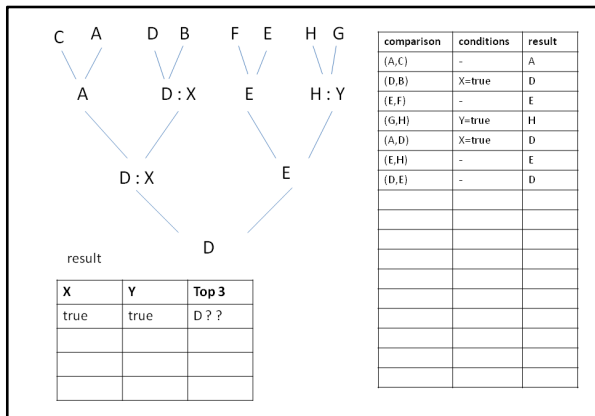 C A D B F E H G
A D : X E H : Y
D : X E
D
result
X Y Top 3
true true D ? ?
comparison conditions result
(A,C) - A
(D,B) X=true D
(E,F) - E
(G,H) Y=true H
(A,D) X=true D
(E,H) - E
(D,E) - D